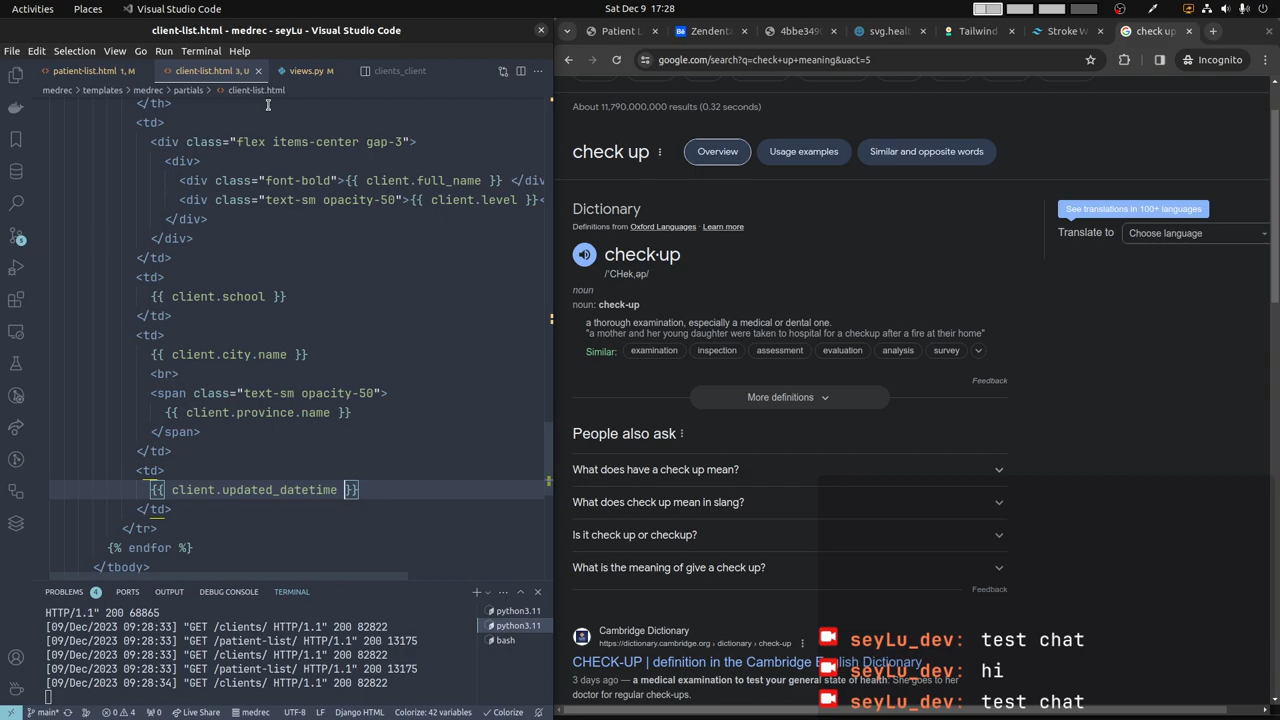 Activities Places Visual Studio Code Sat Dec 9 17:28
client-list.html - medrec - seyLu - Visual Studio Code
Patient L Zendenta 4bbe349 svg.healt Tailwind Stroke W check up
File Edit Selection View Go Run Terminal Help
google.com/search?q=check+up+meaning&uact=5 Incognito
patient-list.html 1, M client-list.html 3, U views.py M clients_client
medrec > templates > medrec > partials > client-list.html
</th>
<td>
<div class="flex items-center gap-3">
<div>
<div class="font-bold">{{ client.full_name }} </div
<div class="text-sm opacity-50">{{ client.level }}<
</div>
</div>
</td>
<td>
{{ client.school }}
</td>
<td>
{{ client.city.name }}
<br>
<span class="text-sm opacity-50">
{{ client.province.name }}
</span>
</td>
<td>
{{ client.updated_datetime }}
</td>
</tr>
{% endfor %}
</tbody>
PROBLEMS 4 PORTS OUTPUT DEBUG CONSOLE TERMINAL
HTTP/1.1" 200 68865
[09/Dec/2023 09:28:33] "GET /clients/ HTTP/1.1" 200 82822
[09/Dec/2023 09:28:33] "GET /patient-list/ HTTP/1.1" 200 13175
[09/Dec/2023 09:28:33] "GET /clients/ HTTP/1.1" 200 82822
[09/Dec/2023 09:28:33] "GET /patient-list/ HTTP/1.1" 200 13175
[09/Dec/2023 09:28:34] "GET /clients/ HTTP/1.1" 200 82822
python3.11
python3.11
bash
main* 0 4 0 Live Share medrec UTF-8 LF Django HTML Colorize: 42 variables Colorize
About 11,790,000,000 results (0.32 seconds)
check up Overview Usage examples Similar and opposite words
Dictionary
Definitions from Oxford Languages · Learn more
See translations in 100+ languages
Translate to Choose language
check·up
/ˈCHekˌəp/
noun
noun: check-up
a thorough examination, especially a medical or dental one.
"a mother and her young daughter were taken to hospital for a checkup after a fire at their home"
Similar: examination inspection assessment evaluation analysis survey
Feedback
More definitions
People also ask
What does have a check up mean?
What does check up mean in slang?
Is it check up or checkup?
What is the meaning of give a check up?
Feedback
Cambridge Dictionary
https://dictionary.cambridge.org › dictionary › check-up
CHECK-UP | definition in the Cambridge English Dictionary
3 days ago — a medical examination to test your general state of health: She goes to her
doctor for regular check-ups.
seyLu_dev: test chat
seyLu_dev: hi
seyLu_dev: test chat